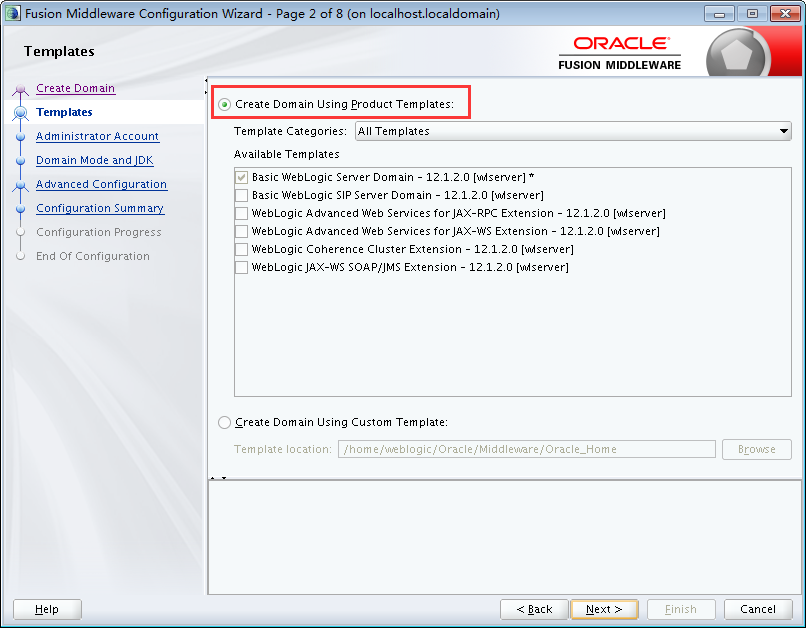 Fusion Middleware Configuration Wizard - Page 2 of 8 (on localhost.localdomain)
Templates
ORACLE
FUSION MIDDLEWARE
Create Domain
Templates
Administrator Account
Domain Mode and JDK
Advanced Configuration
Configuration Summary
Configuration Progress
End Of Configuration
Create Domain Using Product Templates:
Template Categories: All Templates
Available Templates
Basic WebLogic Server Domain - 12.1.2.0 [wlserver] *
Basic WebLogic SIP Server Domain - 12.1.2.0 [wlserver]
WebLogic Advanced Web Services for JAX-RPC Extension - 12.1.2.0 [wlserver]
WebLogic Advanced Web Services for JAX-WS Extension - 12.1.2.0 [wlserver]
WebLogic Coherence Cluster Extension - 12.1.2.0 [wlserver]
WebLogic JAX-WS SOAP/JMS Extension - 12.1.2.0 [wlserver]
Create Domain Using Custom Template:
Template location: /home/weblogic/Oracle/Middleware/Oracle_Home Browse
Help < Back Next > Finish Cancel